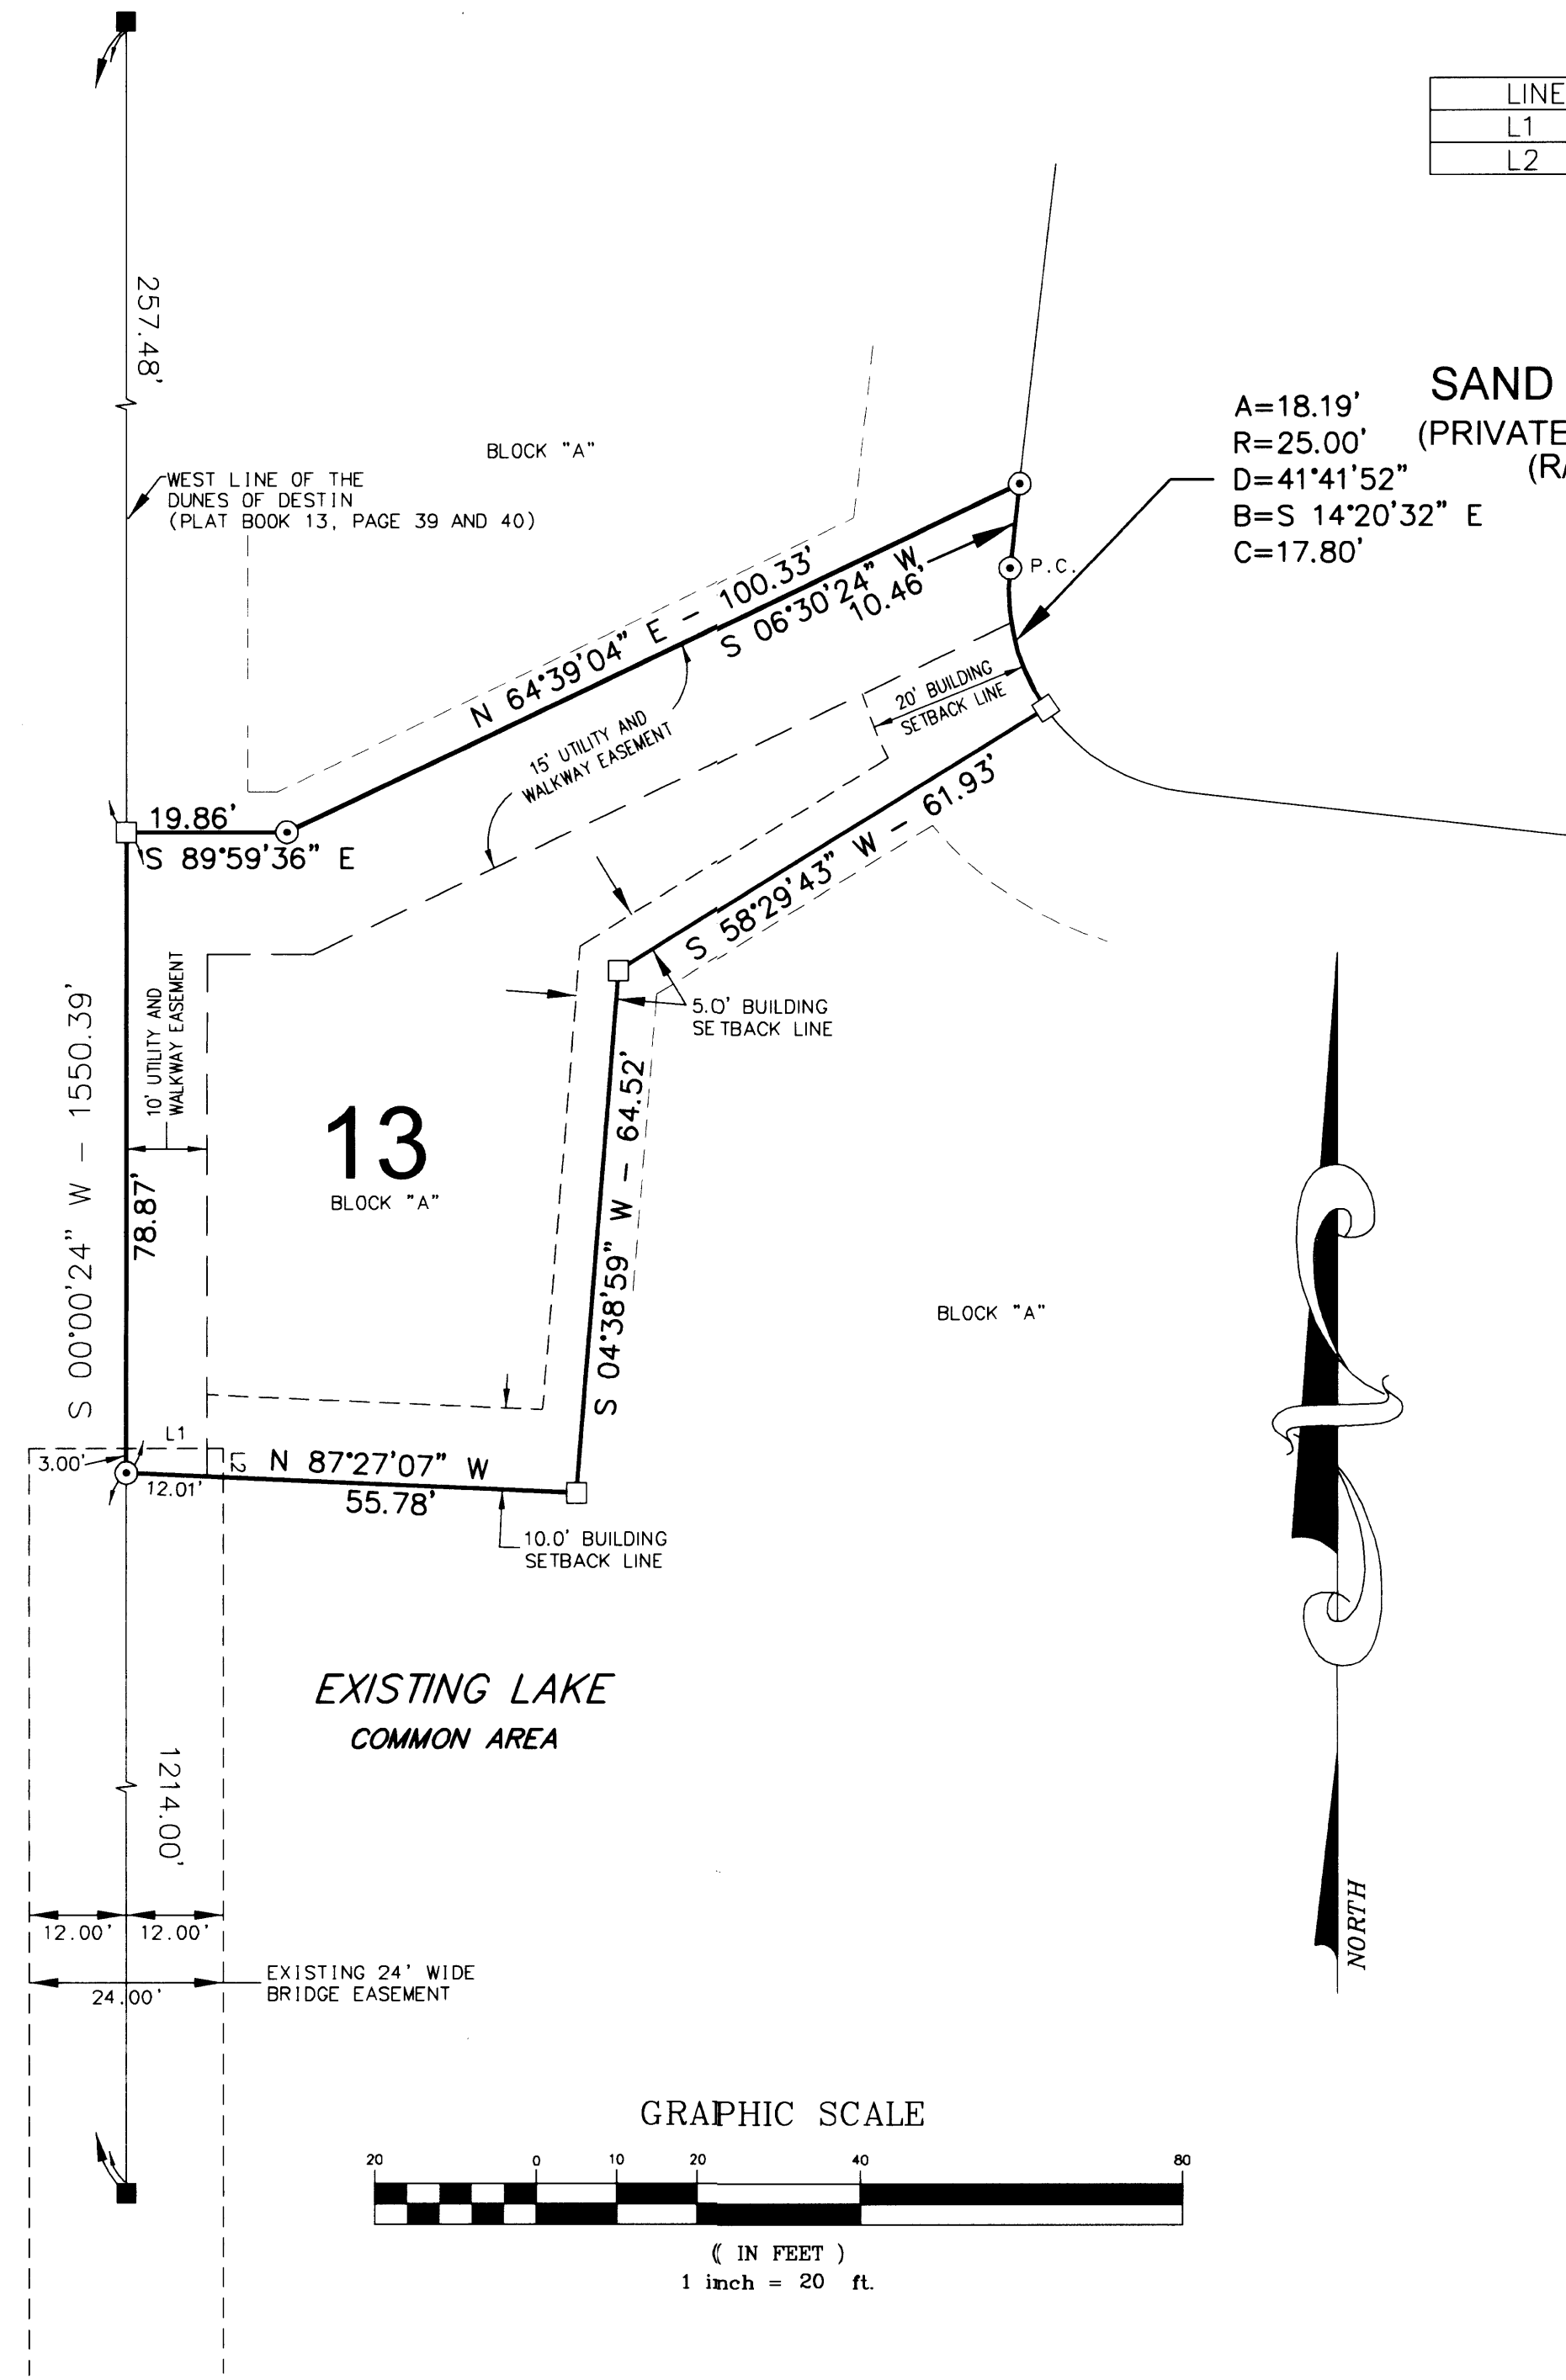 LINE
L1
L2
257.48'
BLOCK "A"
WEST LINE OF THE
DUNES OF DESTIN
(PLAT BOOK 13, PAGE 39 AND 40)
SAND
(PRIVATE
(RA
A=18.19'
R=25.00'
D=41°41'52"
B=S 14°20'32" E
C=17.80'
P.C.
N 64°39'04" E - 100.33'
S 06°30'24" W
10.46'
20' BUILDING
SETBACK LINE
15' UTILITY AND
WALKWAY EASEMENT
19.86'
S 89°59'36" E
S 58°29'43" W - 61.93'
5.0' BUILDING
SETBACK LINE
10' UTILITY AND
WALKWAY EASEMENT
S 00°00'24" W - 1550.39'
78.87'
13
BLOCK "A"
S 04°38'59" W - 64.52'
BLOCK "A"
L1
L2
3.00'
12.01'
N 87°27'07" W
55.78'
10.0' BUILDING
SETBACK LINE
EXISTING LAKE
COMMON AREA
1214.00'
12.00' 12.00'
24.00'
EXISTING 24' WIDE
BRIDGE EASEMENT
NORTH
GRAPHIC SCALE
20 0 10 20 40 80
( IN FEET )
1 inch = 20 ft.